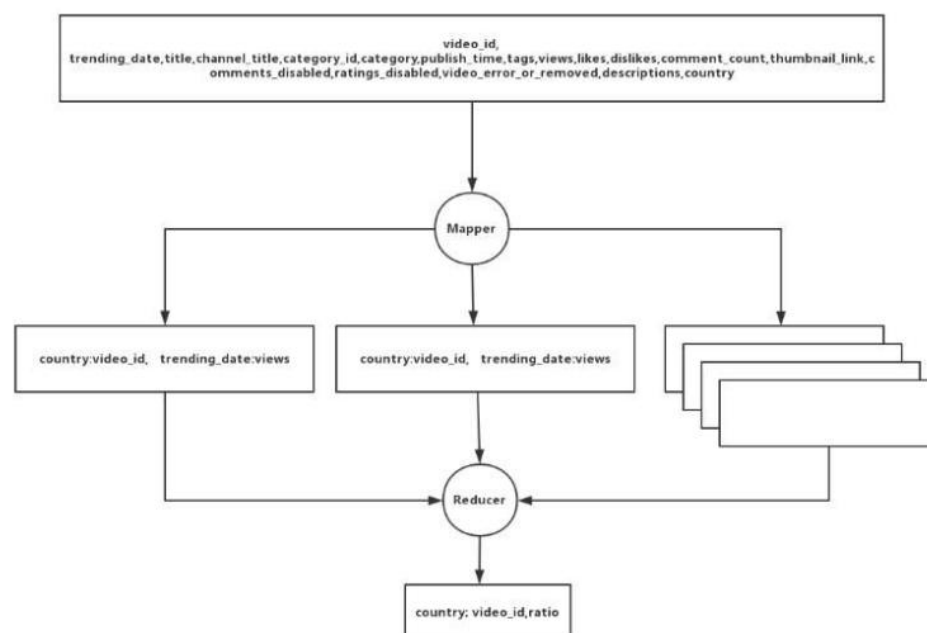 video_id,
trending_date,title,channel_title,category_id,category,publish_time,tags,views,likes,dislikes,comment_count,thumbnail_link,c
omments_disabled,ratings_disabled,video_error_or_removed,descriptions,country
Mapper
country:video_id, trending_date:views
country:video_id, trending_date:views
Reducer
country; video_id,ratio